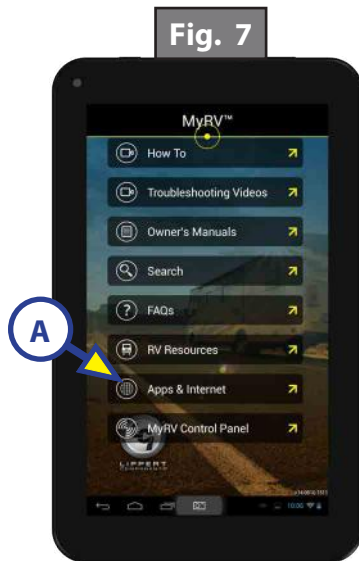 Fig. 7
MyRV™
How To
Troubleshooting Videos
Owner's Manuals
Search
FAQs
RV Resources
A
Apps & Internet
MyRV Control Panel
LIPPERT
COMPONENTS